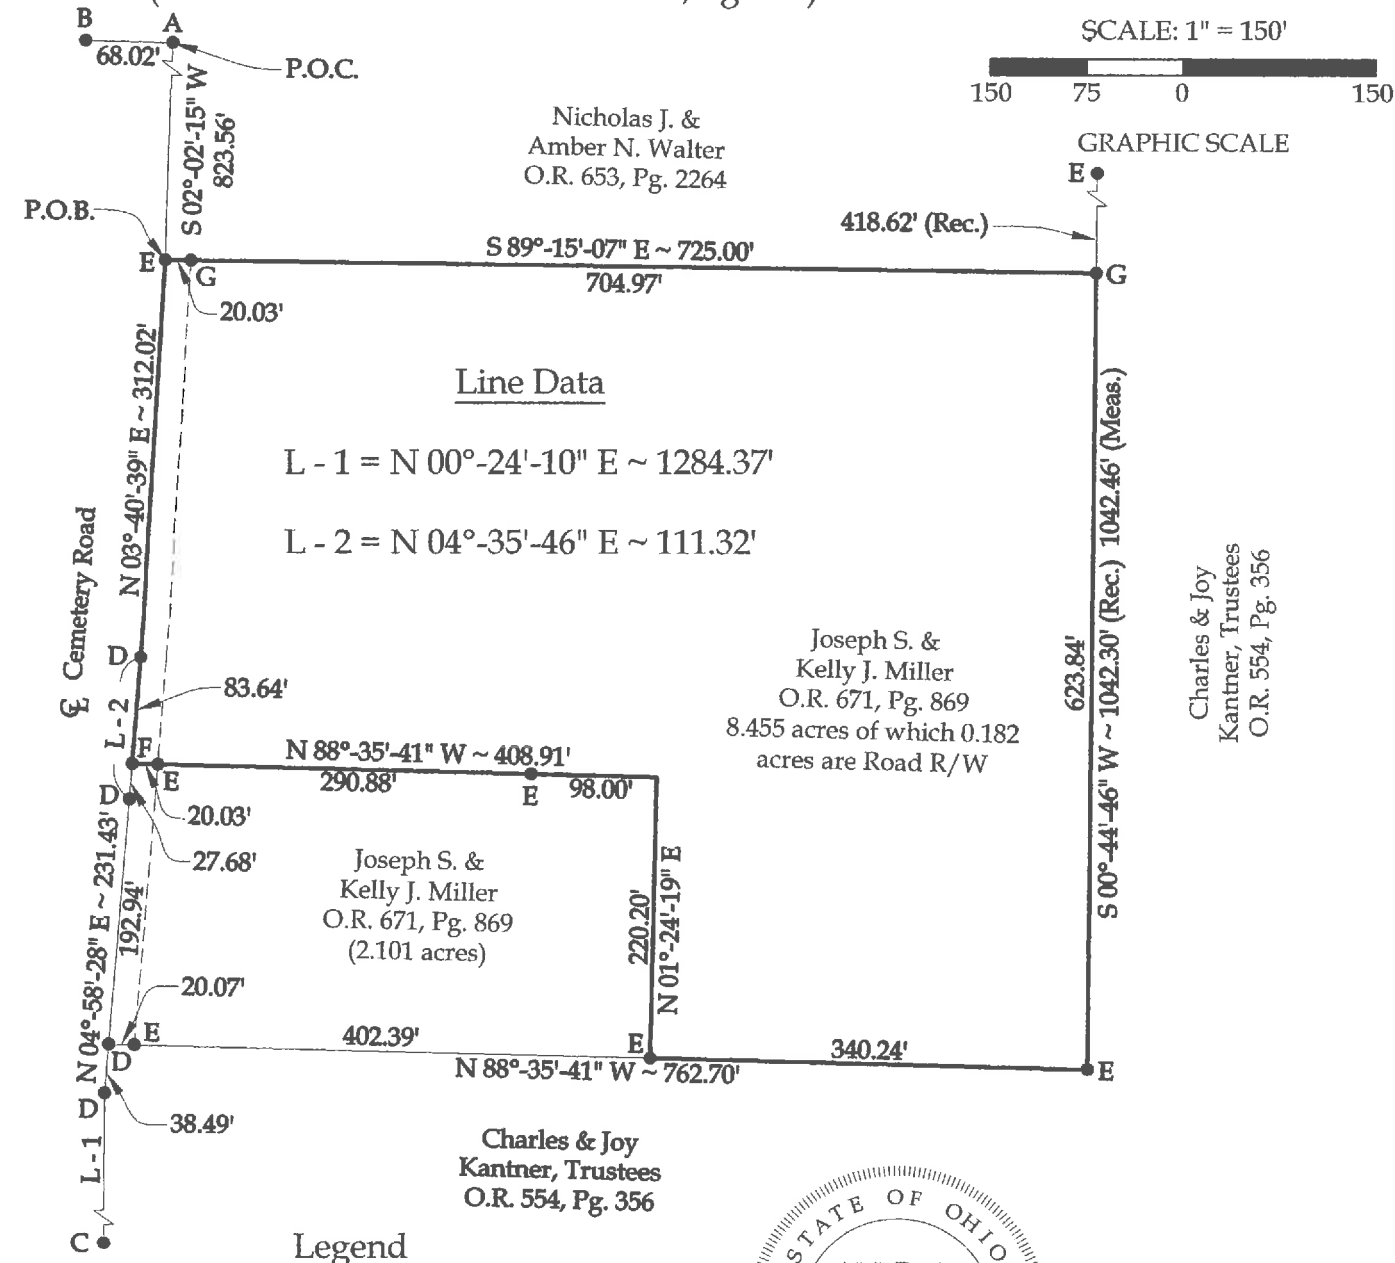 B
A
68.02'
P.O.C.
S 02°-02'-15" W
823.56'
SCALE: 1" = 150'
150 75 0 150
GRAPHIC SCALE
Nicholas J. &
Amber N. Walter
O.R. 653, Pg. 2264
E
418.62' (Rec.)
P.O.B.
E
G
S 89°-15'-07" E ~ 725.00'
704.97'
G
20.03'
N 03°-40'-39" E ~ 312.02'
Line Data
L - 1 = N 00°-24'-10" E ~ 1284.37'
L - 2 = N 04°-35'-46" E ~ 111.32'
℄ Cemetery Road
S 00°-44'-46" W ~ 1042.30' (Rec.) 1042.46' (Meas.)
623.84'
Charles & Joy
Kantner, Trustees
O.R. 554, Pg. 356
Joseph S. &
Kelly J. Miller
O.R. 671, Pg. 869
8.455 acres of which 0.182
acres are Road R/W
D
83.64'
L - 2
F
E
N 88°-35'-41" W ~ 408.91'
290.88'
E
98.00'
D
20.03'
27.68'
N 04°-58'-28" E ~ 231.43'
192.94'
Joseph S. &
Kelly J. Miller
O.R. 671, Pg. 869
(2.101 acres)
220.20'
N 01°-24'-19" E
20.07'
D
E
402.39'
E
340.24'
E
N 88°-35'-41" W ~ 762.70'
D
38.49'
L - 1
C
Charles & Joy
Kantner, Trustees
O.R. 554, Pg. 356
Legend
STATE OF OHIO